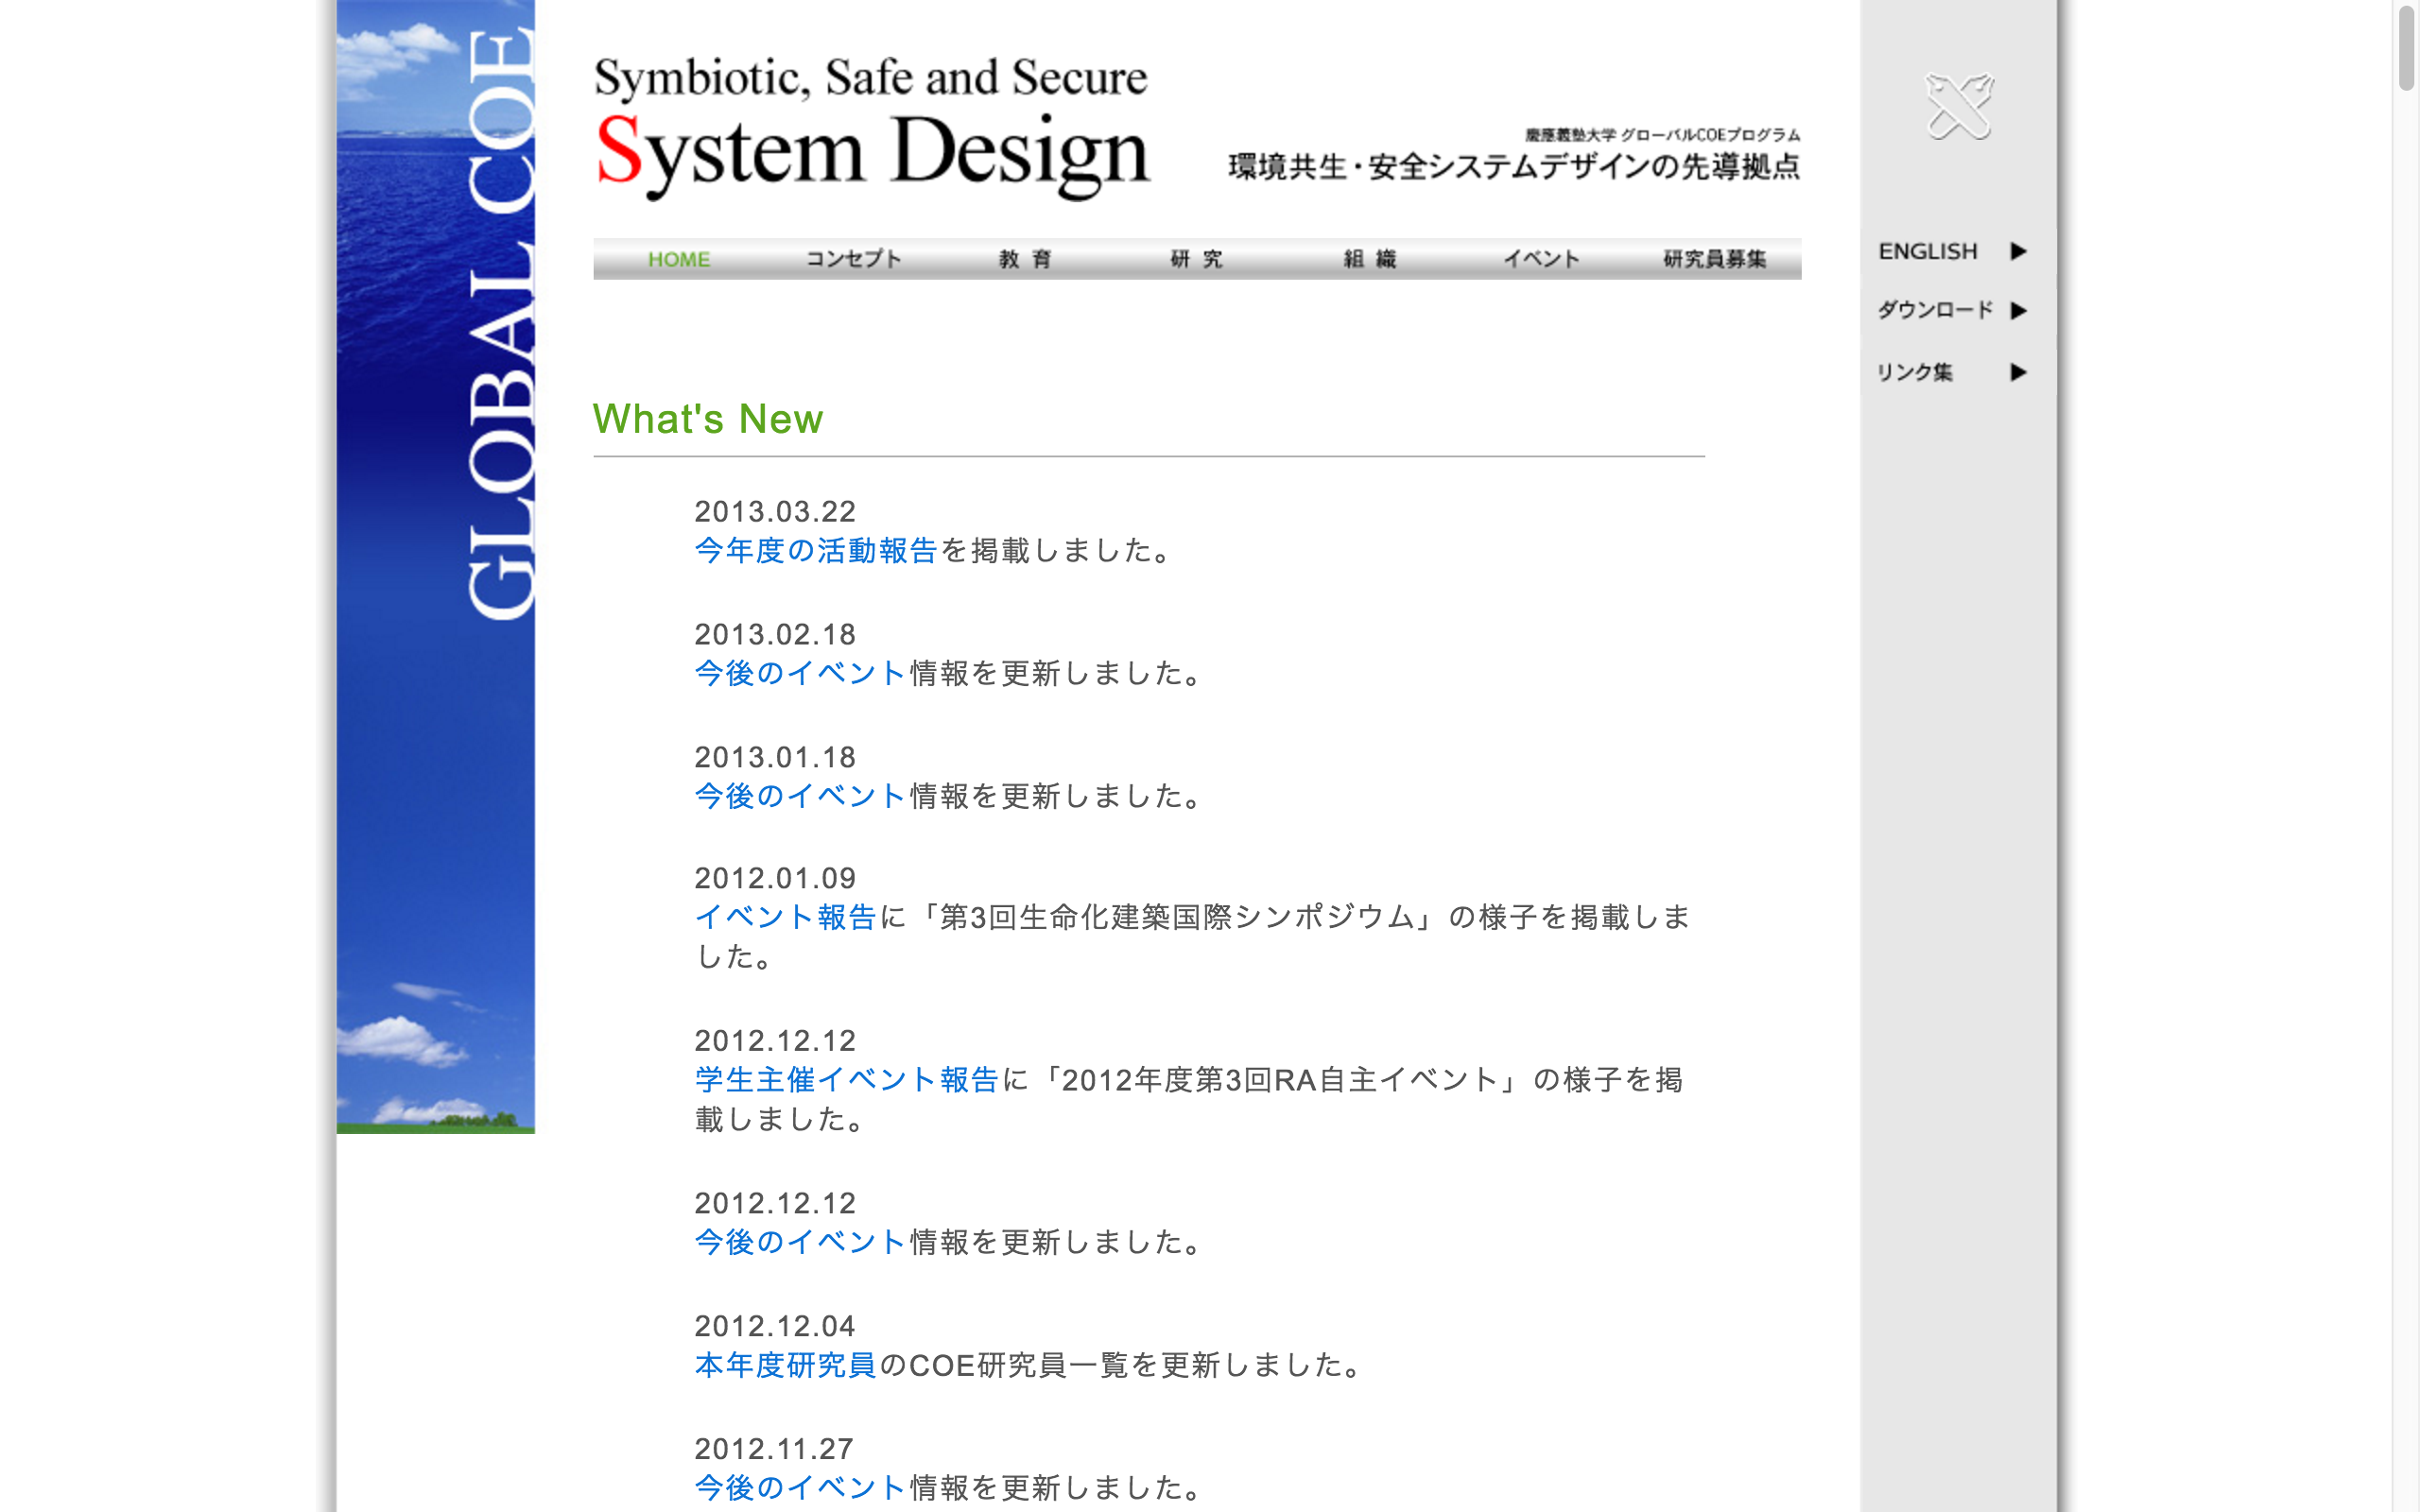 GLOBAL COE
Symbiotic, Safe and Secure
System Design
慶應義塾大学 グローバルCOEプログラム
環境共生・安全システムデザインの先導拠点
HOME
コンセプト
教 育
研 究
組 織
イベント
研究員募集
ENGLISH ▶
ダウンロード ▶
リンク集 ▶
What's New
2013.03.22
今年度の活動報告を掲載しました。
2013.02.18
今後のイベント情報を更新しました。
2013.01.18
今後のイベント情報を更新しました。
2012.01.09
イベント報告に「第3回生命化建築国際シンポジウム」の様子を掲載しま
した。
2012.12.12
学生主催イベント報告に「2012年度第3回RA自主イベント」の様子を掲
載しました。
2012.12.12
今後のイベント情報を更新しました。
2012.12.04
本年度研究員のCOE研究員一覧を更新しました。
2012.11.27
今後のイベント情報を更新しました。